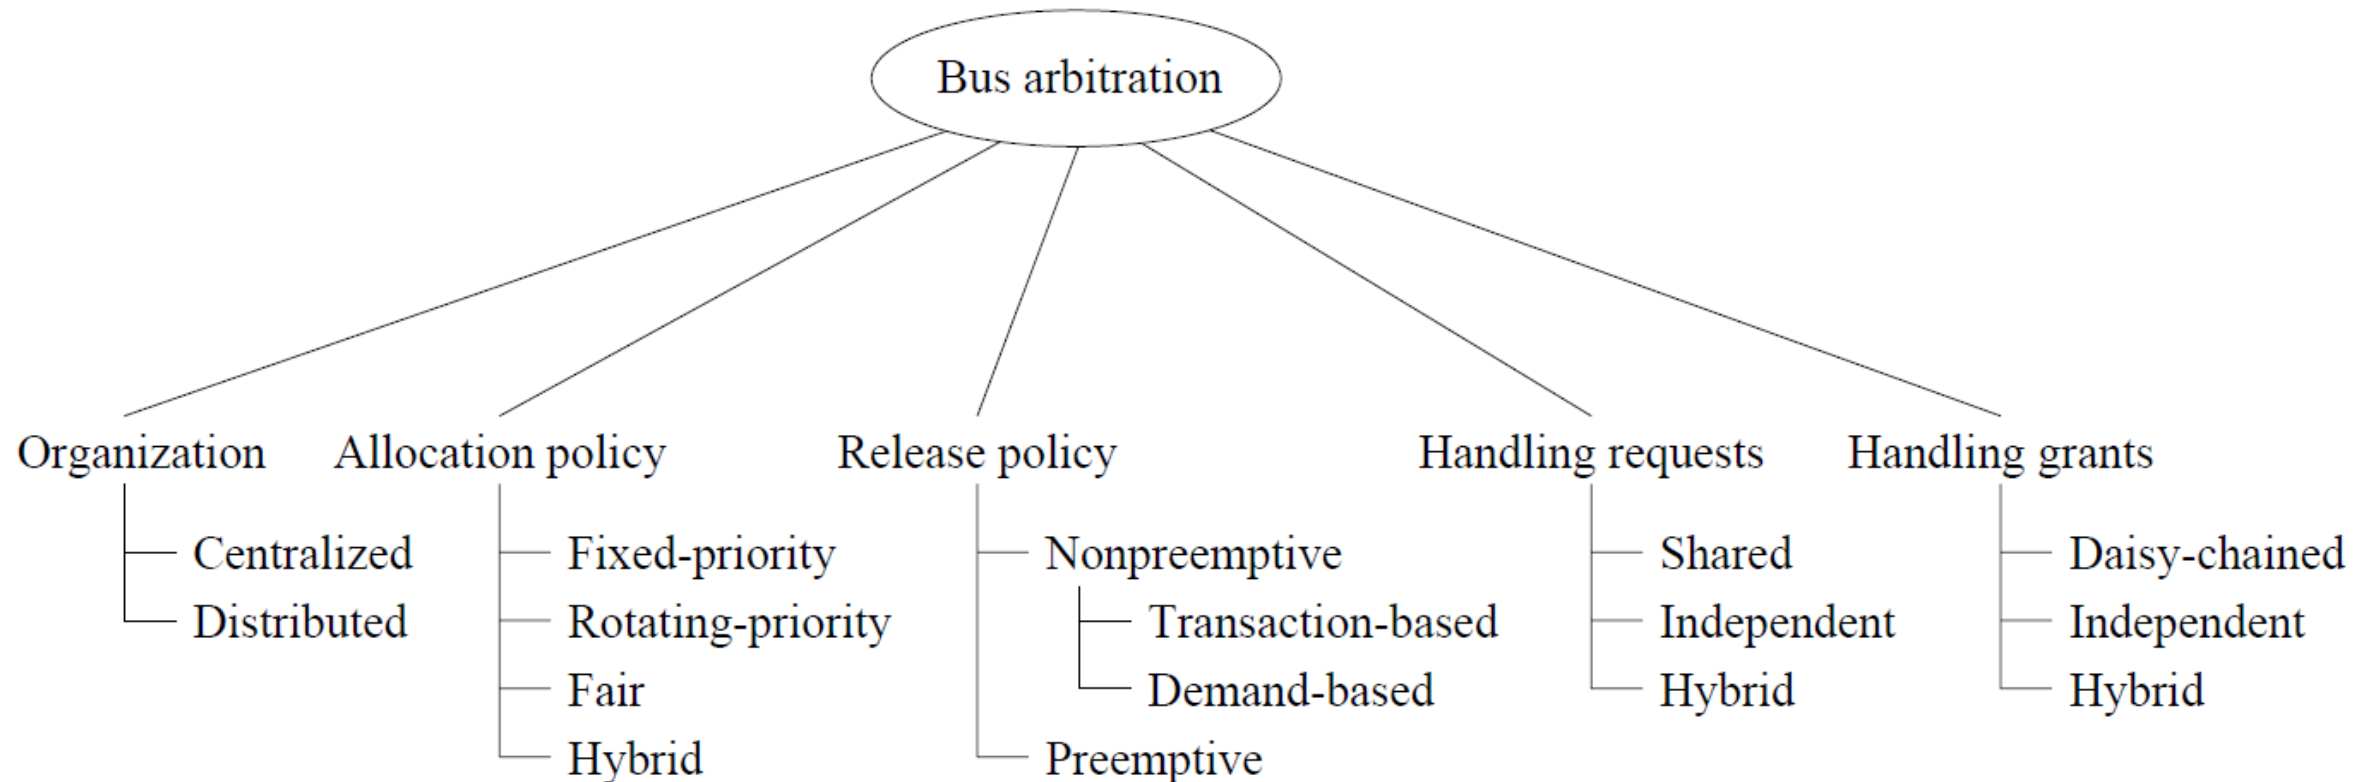 Bus arbitration
Organization
Centralized
Distributed
Allocation policy
Fixed-priority
Rotating-priority
Fair
Hybrid
Release policy
Nonpreemptive
Transaction-based
Demand-based
Preemptive
Handling requests
Shared
Independent
Hybrid
Handling grants
Daisy-chained
Independent
Hybrid